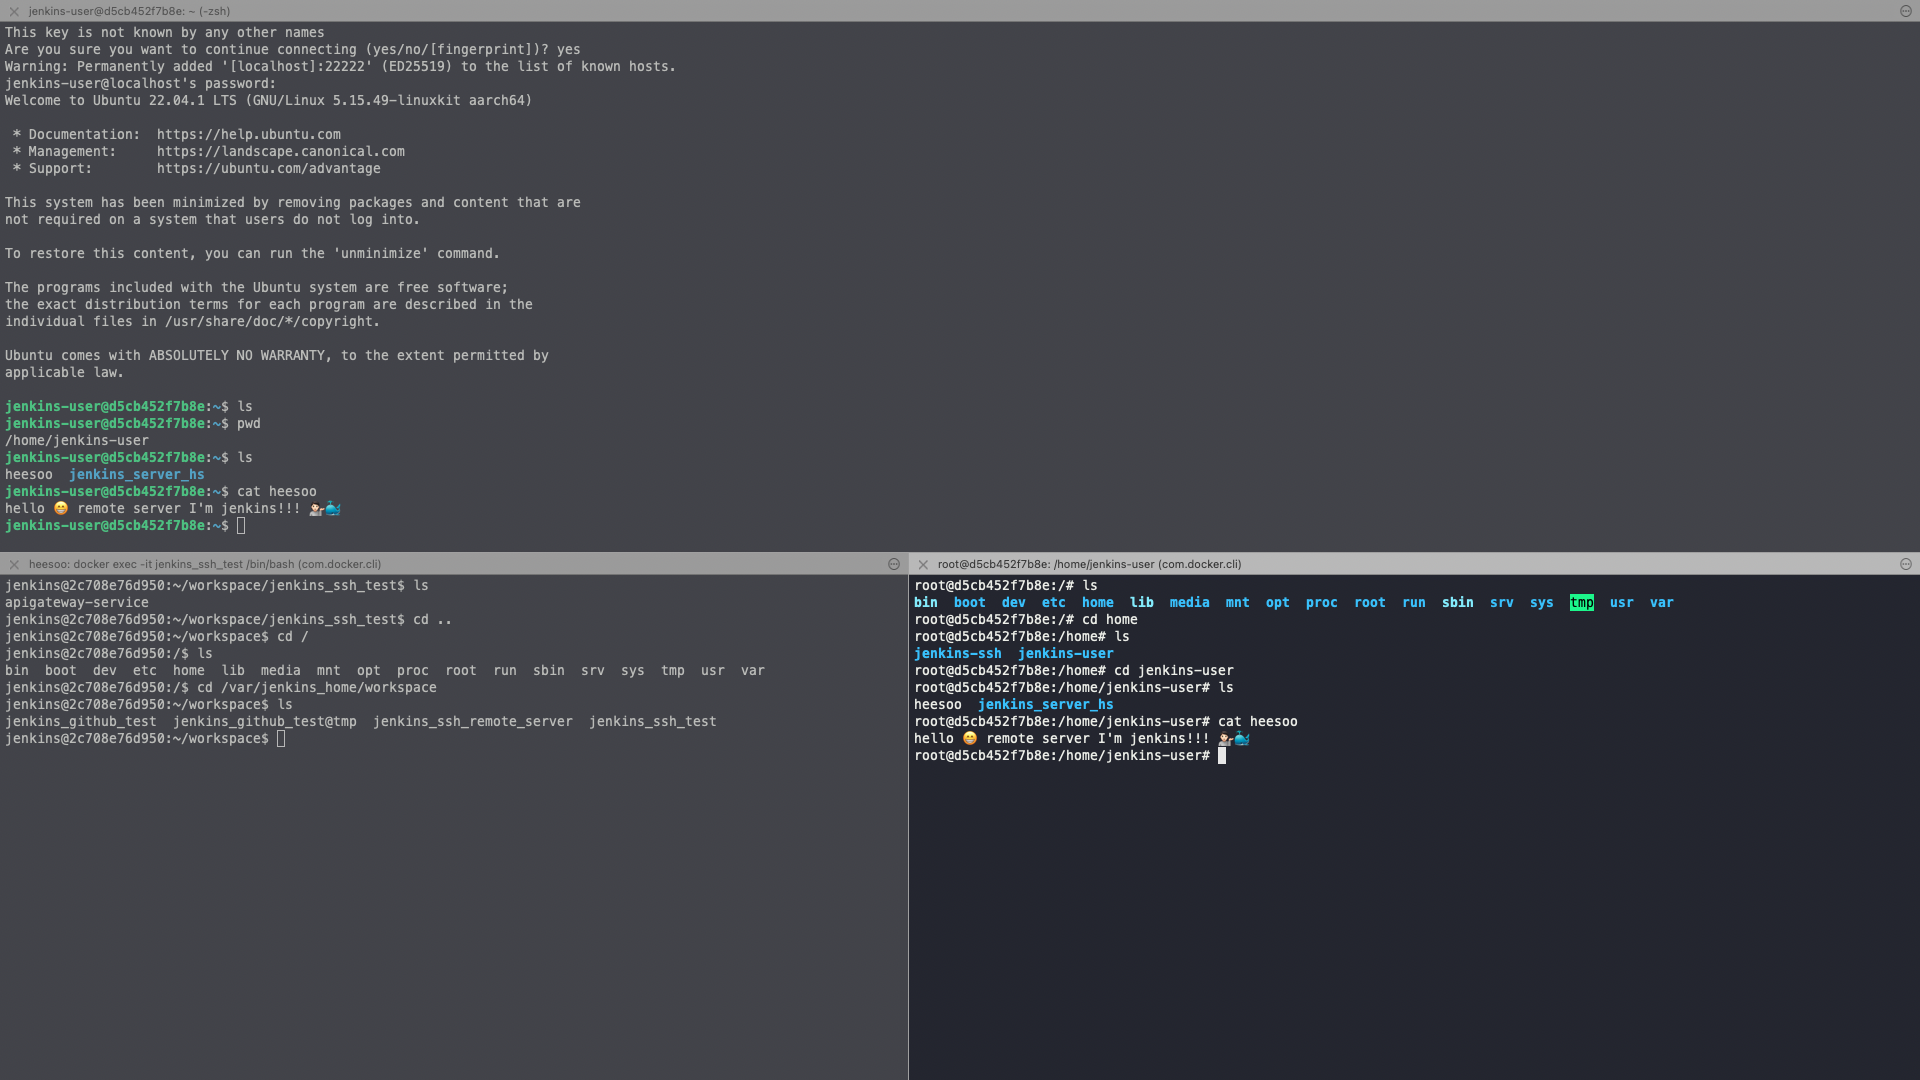 jenkins-user@d5cb452f7b8e: ~ (-zsh)
This key is not known by any other names
Are you sure you want to continue connecting (yes/no/[fingerprint])? yes
Warning: Permanently added '[localhost]:22222' (ED25519) to the list of known hosts.
jenkins-user@localhost's password:
Welcome to Ubuntu 22.04.1 LTS (GNU/Linux 5.15.49-linuxkit aarch64)
* Documentation:  https://help.ubuntu.com
* Management:     https://landscape.canonical.com
* Support:        https://ubuntu.com/advantage
This system has been minimized by removing packages and content that are
not required on a system that users do not log into.
To restore this content, you can run the 'unminimize' command.
The programs included with the Ubuntu system are free software;
the exact distribution terms for each program are described in the
individual files in /usr/share/doc/*/copyright.
Ubuntu comes with ABSOLUTELY NO WARRANTY, to the extent permitted by
applicable law.
jenkins-user@d5cb452f7b8e:~$ ls
jenkins-user@d5cb452f7b8e:~$ pwd
/home/jenkins-user
jenkins-user@d5cb452f7b8e:~$ ls
heesoo  jenkins_server_hs
jenkins-user@d5cb452f7b8e:~$ cat heesoo
hello 😁 remote server I'm jenkins!!! 💁🏻🐳
jenkins-user@d5cb452f7b8e:~$
heesoo: docker exec -it jenkins_ssh_test /bin/bash (com.docker.cli)
jenkins@2c708e76d950:~/workspace/jenkins_ssh_test$ ls
apigateway-service
jenkins@2c708e76d950:~/workspace/jenkins_ssh_test$ cd ..
jenkins@2c708e76d950:~/workspace$ cd /
jenkins@2c708e76d950:/$ ls
bin  boot  dev  etc  home  lib  media  mnt  opt  proc  root  run  sbin  srv  sys  tmp  usr  var
jenkins@2c708e76d950:/$ cd /var/jenkins_home/workspace
jenkins@2c708e76d950:~/workspace$ ls
jenkins_github_test  jenkins_github_test@tmp  jenkins_ssh_remote_server  jenkins_ssh_test
jenkins@2c708e76d950:~/workspace$
root@d5cb452f7b8e: /home/jenkins-user (com.docker.cli)
root@d5cb452f7b8e:/# ls
bin  boot  dev  etc  home  lib  media  mnt  opt  proc  root  run  sbin  srv  sys  tmp  usr  var
root@d5cb452f7b8e:/# cd home
root@d5cb452f7b8e:/home# ls
jenkins-ssh  jenkins-user
root@d5cb452f7b8e:/home# cd jenkins-user
root@d5cb452f7b8e:/home/jenkins-user# ls
heesoo  jenkins_server_hs
root@d5cb452f7b8e:/home/jenkins-user# cat heesoo
hello 😁 remote server I'm jenkins!!! 💁🏻🐳
root@d5cb452f7b8e:/home/jenkins-user#